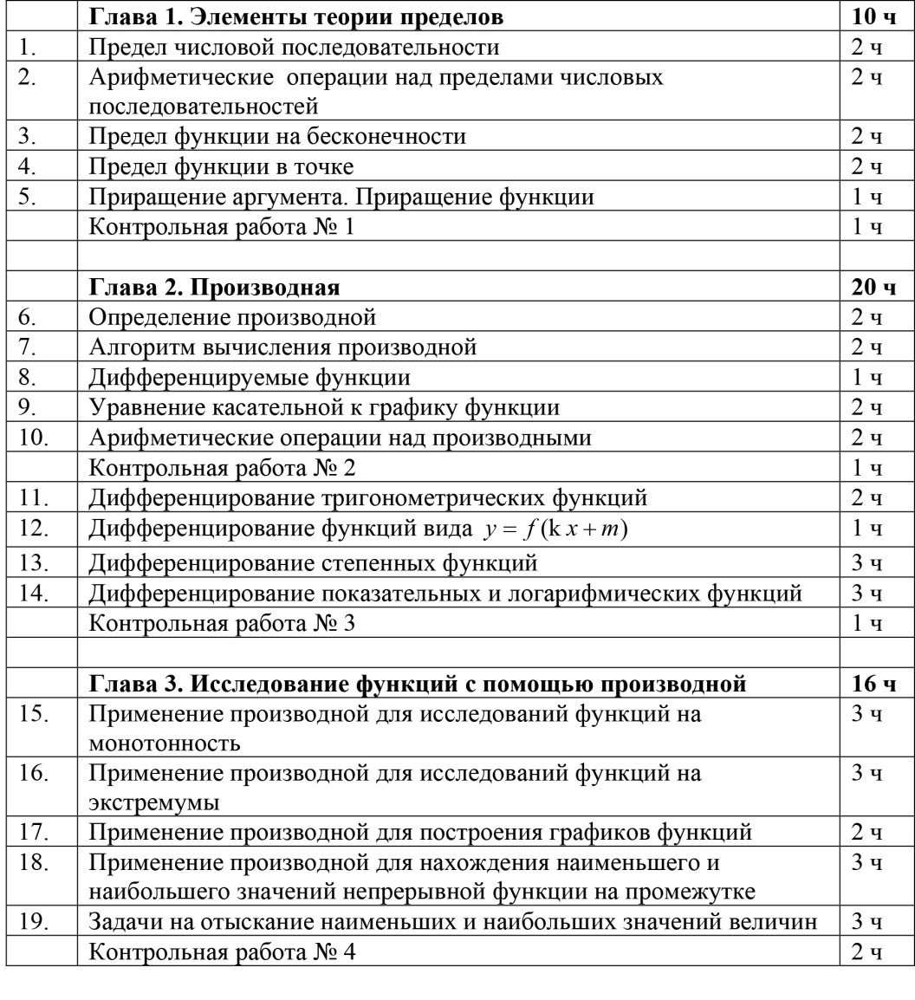 Глава 1. Элементы теории пределов 10 ч
1. Предел числовой последовательности 2 ч
2. Арифметические операции над пределами числовых 2 ч
последовательностей
3. Предел функции на бесконечности 2 ч
4. Предел функции в точке 2 ч
5. Приращение аргумента. Приращение функции 1 ч
Контрольная работа № 1 1 ч
Глава 2. Производная 20 ч
6. Определение производной 2 ч
7. Алгоритм вычисления производной 2 ч
8. Дифференцируемые функции 1 ч
9. Уравнение касательной к графику функции 2 ч
10. Арифметические операции над производными 2 ч
Контрольная работа № 2 1 ч
11. Дифференцирование тригонометрических функций 2 ч
12. Дифференцирование функций вида y = f(k x + m) 1 ч
13. Дифференцирование степенных функций 3 ч
14. Дифференцирование показательных и логарифмических функций 3 ч
Контрольная работа № 3 1 ч
Глава 3. Исследование функций с помощью производной 16 ч
15. Применение производной для исследований функций на 3 ч
монотонность
16. Применение производной для исследований функций на 3 ч
экстремумы
17. Применение производной для построения графиков функций 2 ч
18. Применение производной для нахождения наименьшего и 3 ч
наибольшего значений непрерывной функции на промежутке
19. Задачи на отыскание наименьших и наибольших значений величин 3 ч
Контрольная работа № 4 2 ч